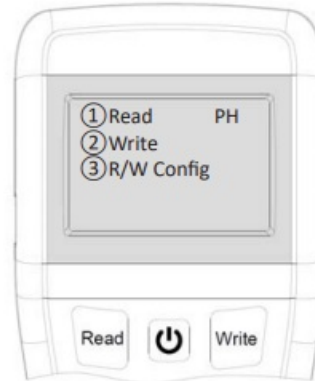 ①Read PH
②Write
③R/W Config
Read Write